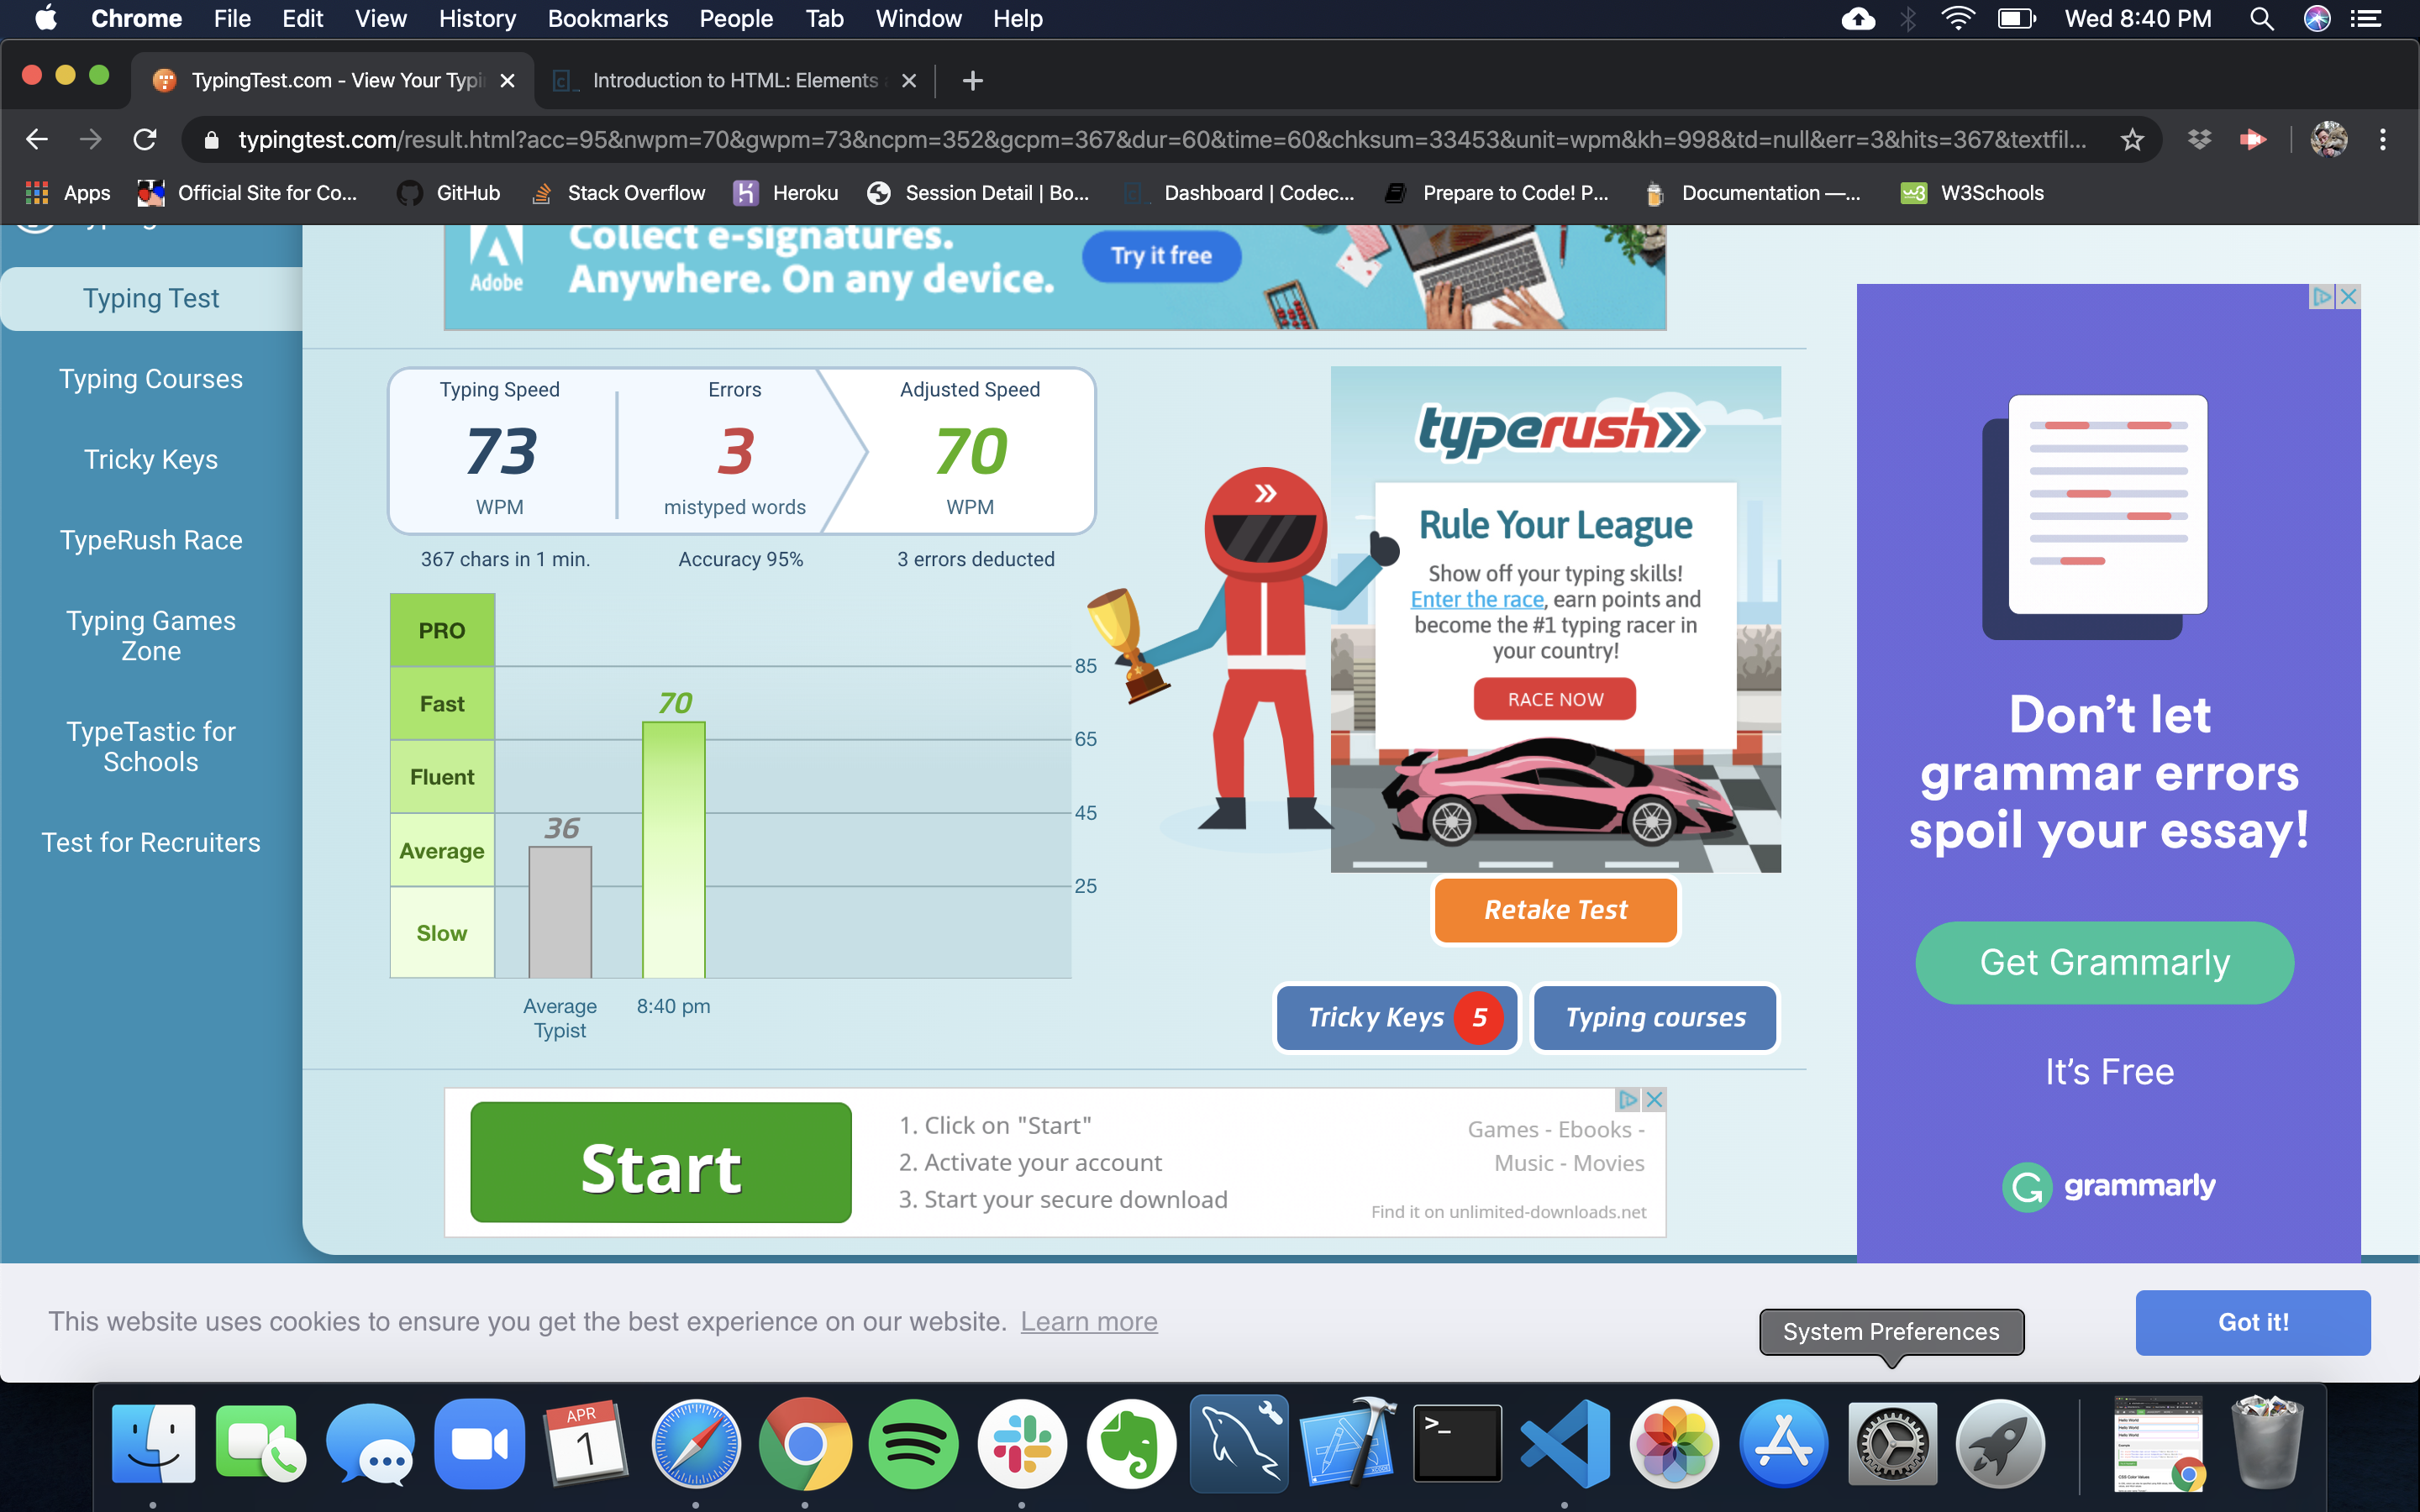 Chrome File Edit View History Bookmarks People Tab Window Help
Wed 8:40 PM
TypingTest.com - View Your Typi
Introduction to HTML: Elements
typingtest.com/result.html?acc=95&nwpm=70&gwpm=73&ncpm=352&gcpm=367&dur=60&time=60&chksum=33453&unit=wpm&kh=998&td=null&err=3&hits=367&textfil...
Apps Official Site for Co... GitHub Stack Overflow Heroku Session Detail | Bo... Dashboard | Codec... Prepare to Code! P... Documentation —... W3Schools
Typing Test
Typing Courses
Tricky Keys
TypeRush Race
Typing Games
Zone
TypeTastic for
Schools
Test for Recruiters
Adobe
Collect e-signatures.
Anywhere. On any device.
Try it free
Typing Speed
73
WPM
367 chars in 1 min.
Errors
3
mistyped words
Accuracy 95%
Adjusted Speed
70
WPM
3 errors deducted
PRO
Fast
Fluent
Average
Slow
85
65
45
25
36
70
Average
Typist
8:40 pm
typerush
Rule Your League
Show off your typing skills!
Enter the race, earn points and
become the #1 typing racer in
your country!
RACE NOW
Retake Test
Tricky Keys 5
Typing courses
Don't let
grammar errors
spoil your essay!
Get Grammarly
It's Free
grammarly
Start
1. Click on "Start"
2. Activate your account
3. Start your secure download
Games - Ebooks -
Music - Movies
Find it on unlimited-downloads.net
This website uses cookies to ensure you get the best experience on our website. Learn more
System Preferences
Got it!
APR
1